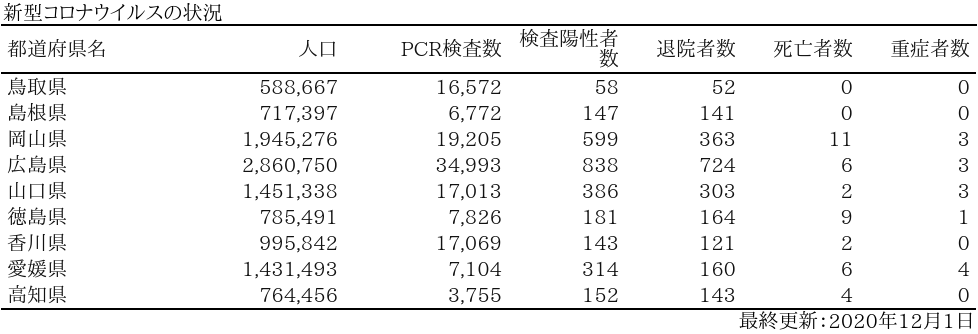 新型コロナウイルスの状況
都道府県名 人口 PCR検査数 検査陽性者数 退院者数 死亡者数 重症者数
鳥取県 588,667 16,572 58 52 0 0
島根県 717,397 6,772 147 141 0 0
岡山県 1,945,276 19,205 599 363 11 3
広島県 2,860,750 34,993 838 724 6 3
山口県 1,451,338 17,013 386 303 2 3
徳島県 785,491 7,826 181 164 9 1
香川県 995,842 17,069 143 121 2 0
愛媛県 1,431,493 7,104 314 160 6 4
高知県 764,456 3,755 152 143 4 0
最終更新：2020年12月1日